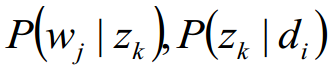 P(w_j | z_k), P(z_k | d_i)